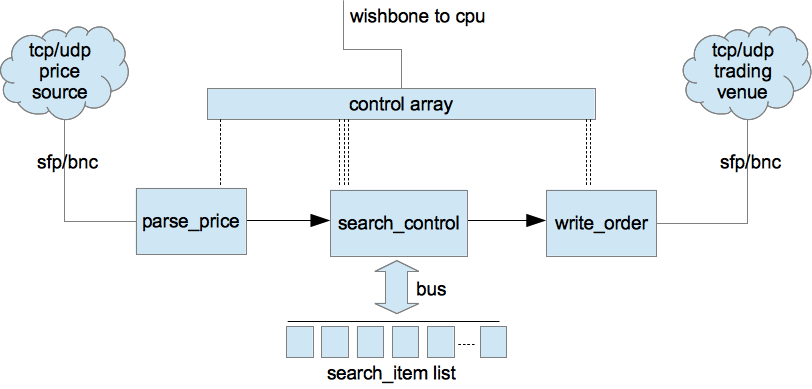 wishbone to cpu
tcp/udp
price
source
tcp/udp
trading
venue
control array
sfp/bnc
sfp/bnc
parse_price
search_control
write_order
bus
search_item list